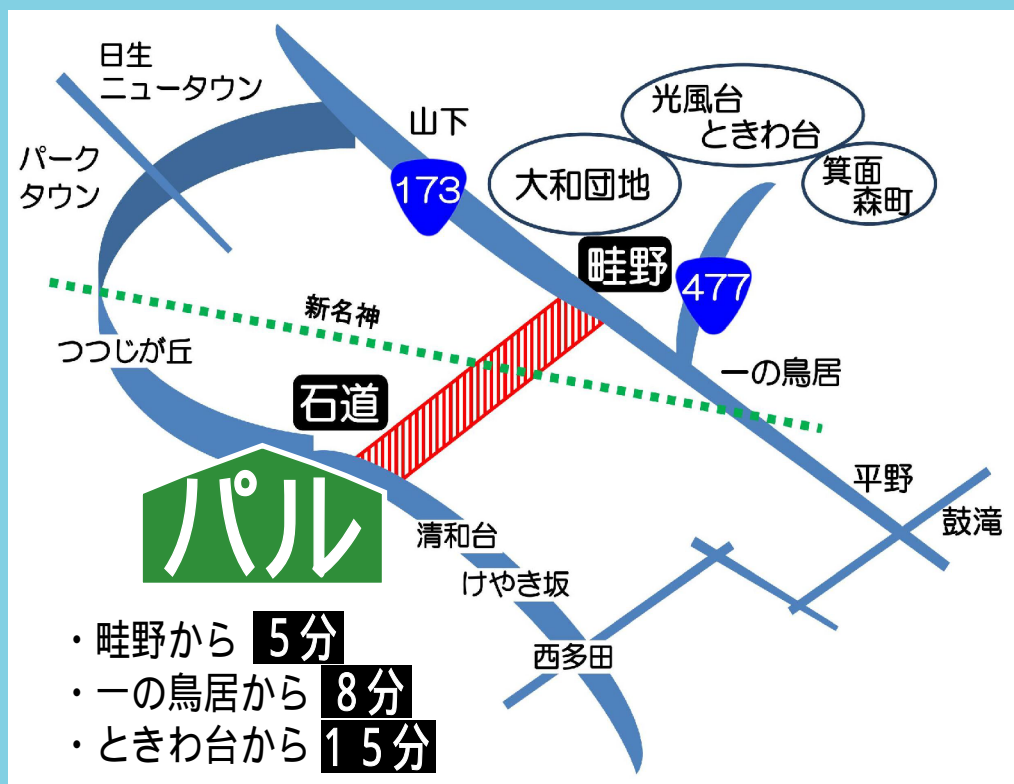 日生
ニュータウン
山下
光風台
ときわ台
パーク
タウン
173
大和団地
箕面
森町
畦野
477
新名神
つつじが丘
一の鳥居
石道
パル
平野
鼓滝
清和台
けやき坂
西多田
・畦野から 5分
・一の鳥居から 8分
・ときわ台から 15分